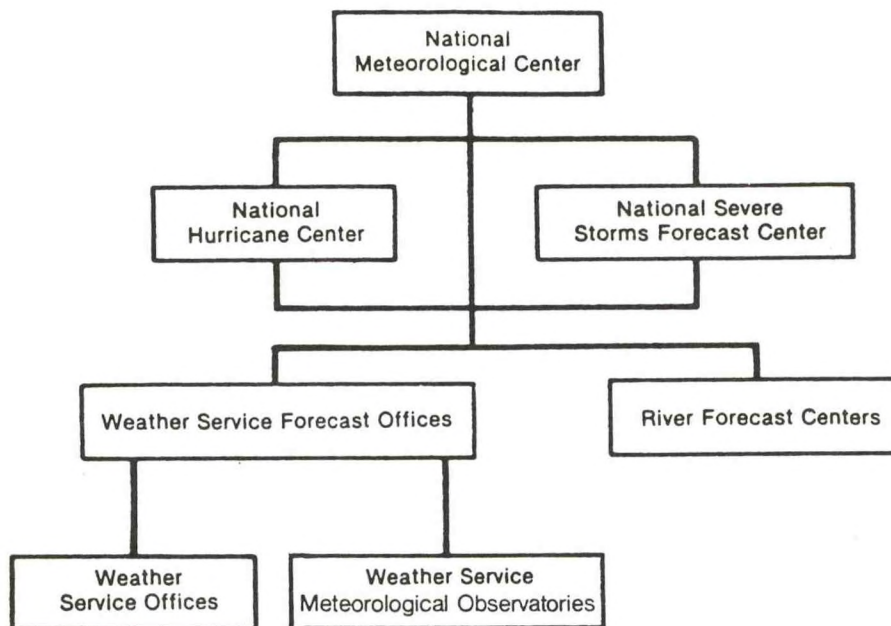 National
Meteorological Center
National
Hurricane Center
National Severe
Storms Forecast Center
Weather Service Forecast Offices
River Forecast Centers
Weather
Service Offices
Weather Service
Meteorological Observatories